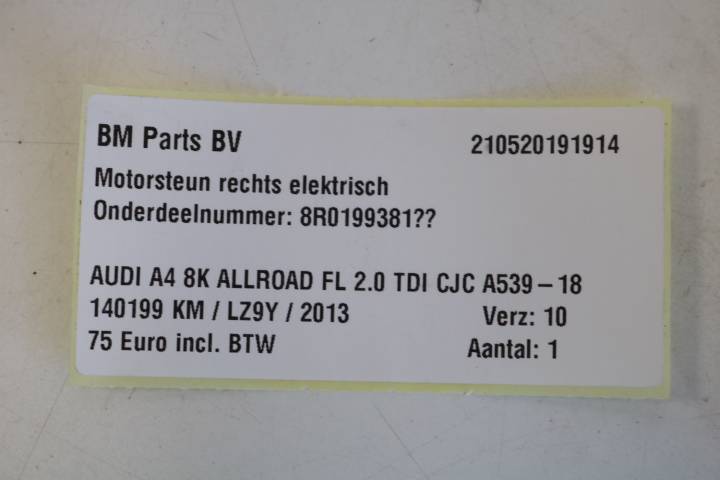 BM Parts BV 210520191914
Motorsteun rechts elektrisch
Onderdeelnummer: 8R0199381??
AUDI A4 8K ALLROAD FL 2.0 TDI CJC A539 – 18
140199 KM / LZ9Y / 2013 Verz: 10
75 Euro incl. BTW Aantal: 1